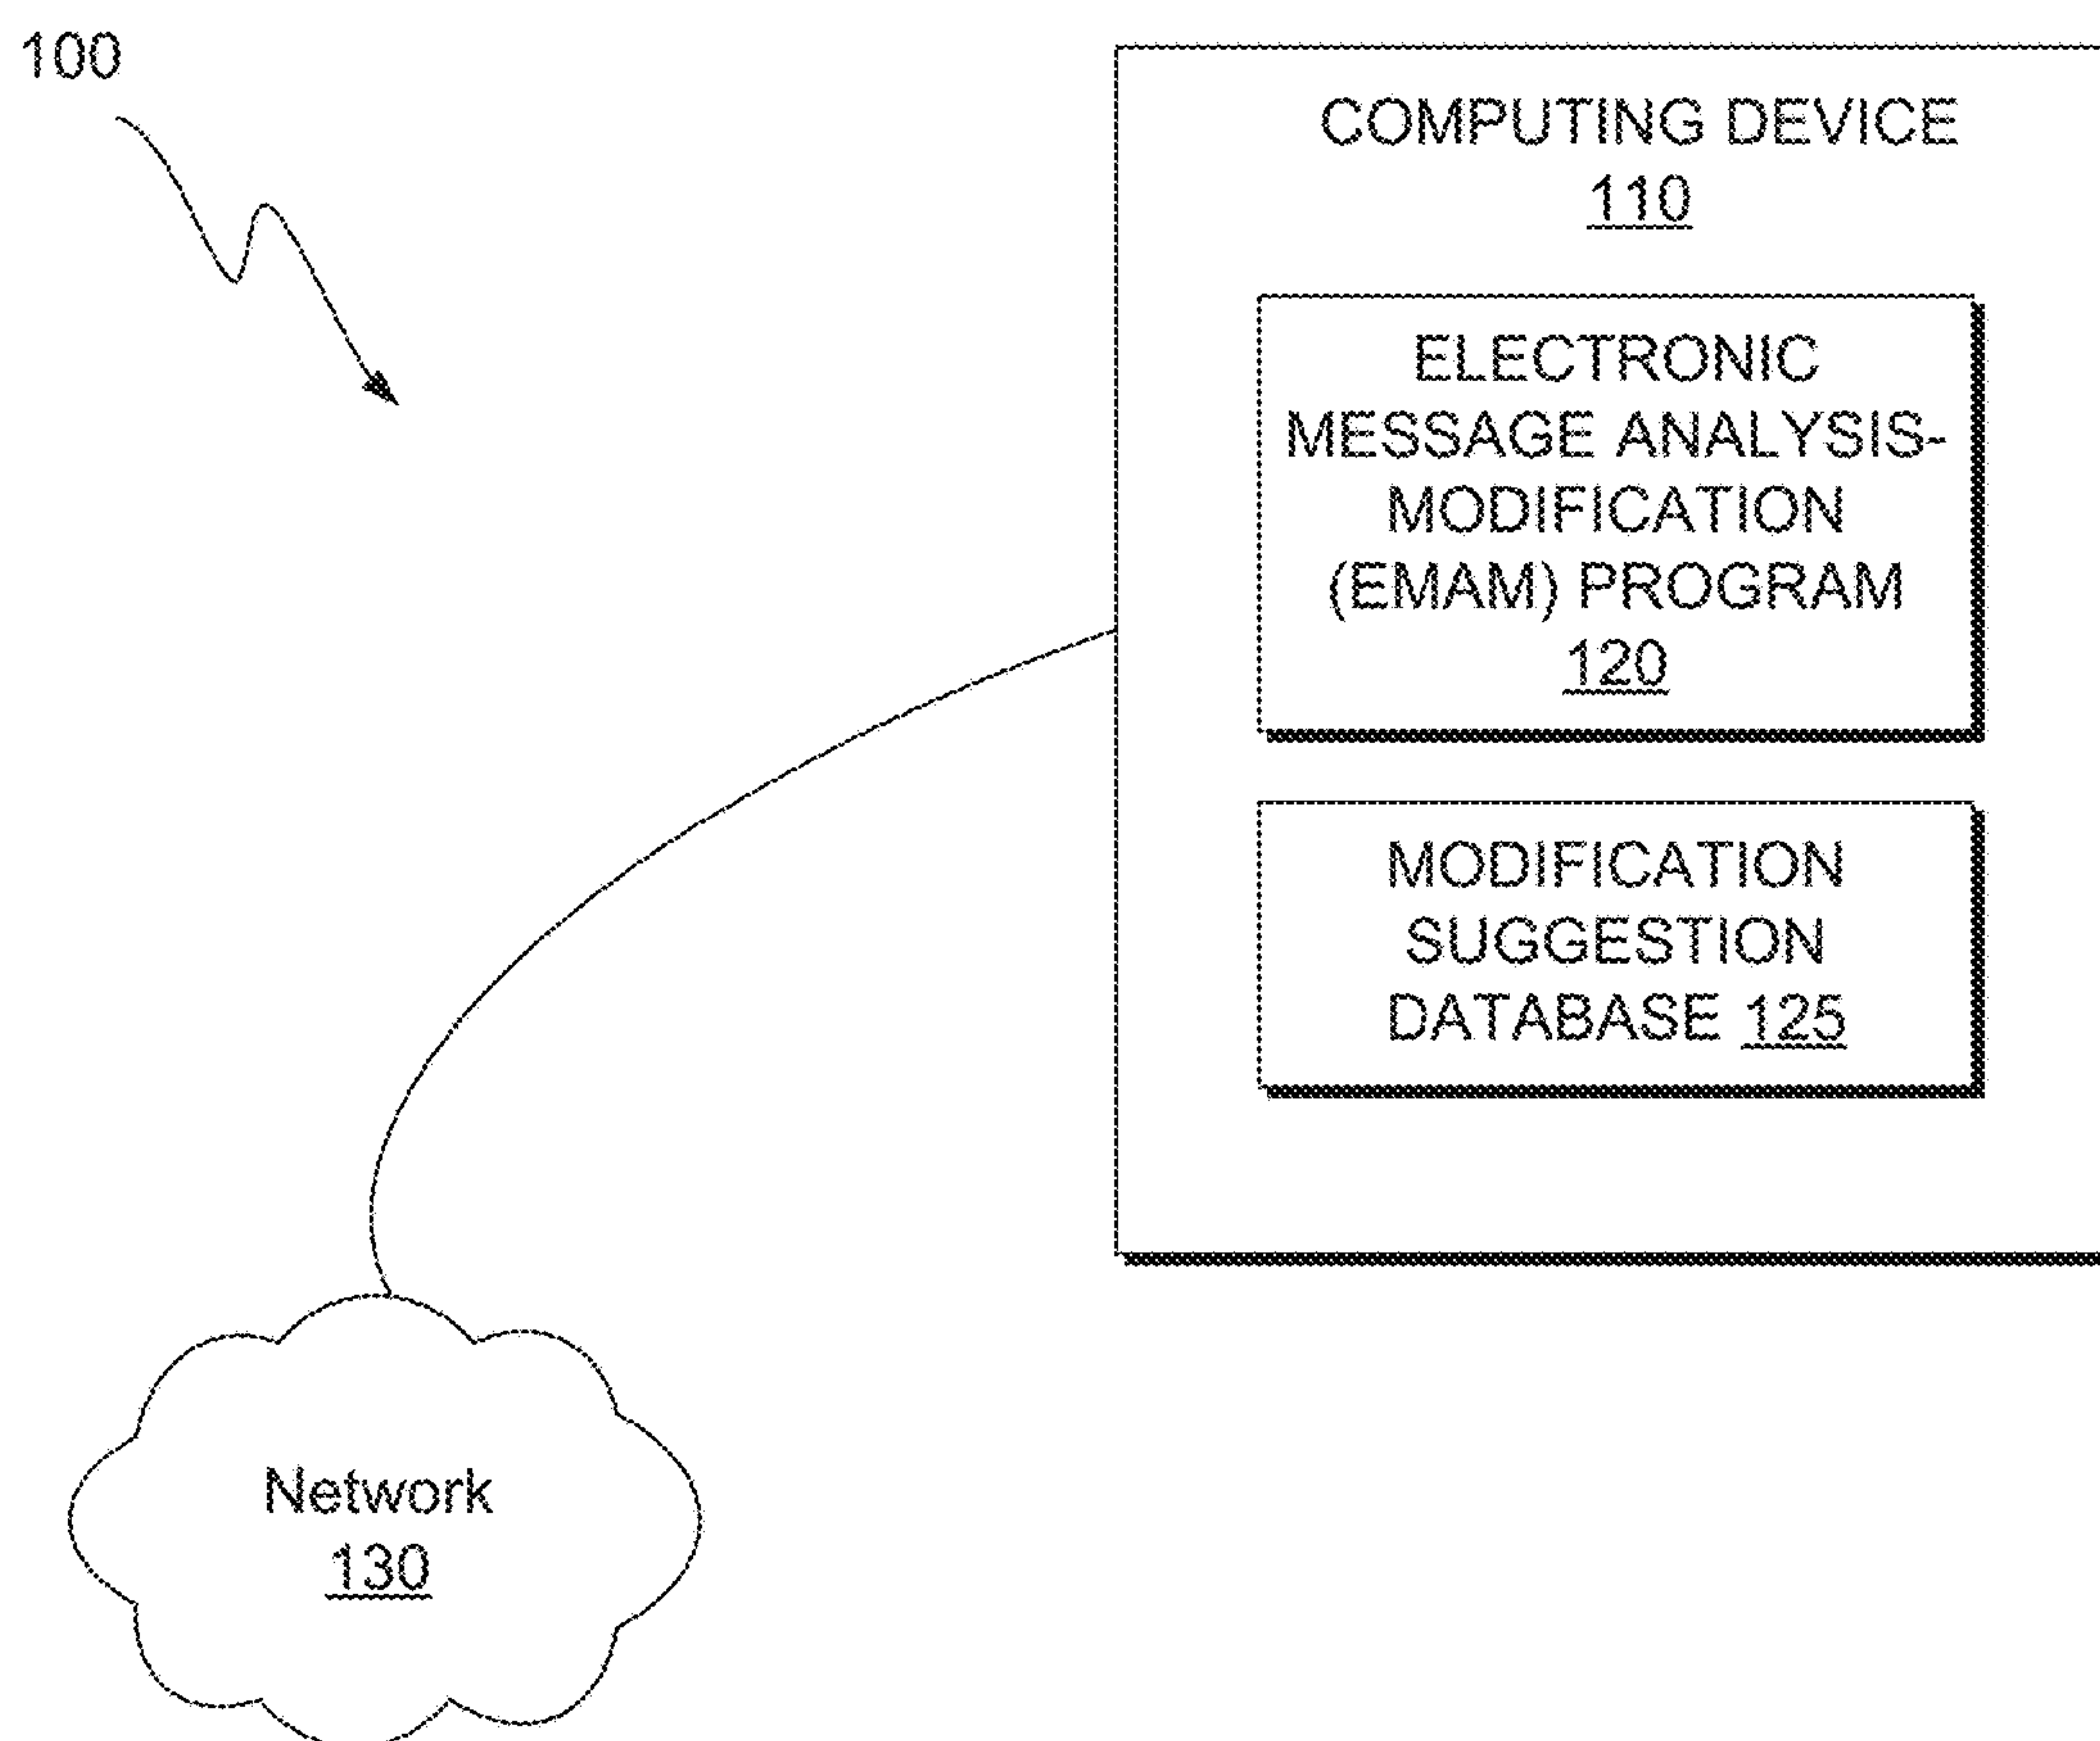 100
COMPUTING DEVICE
110
ELECTRONIC
MESSAGE ANALYSIS-
MODIFICATION
(EMAM) PROGRAM
120
MODIFICATION
SUGGESTION
DATABASE 125
Network
130